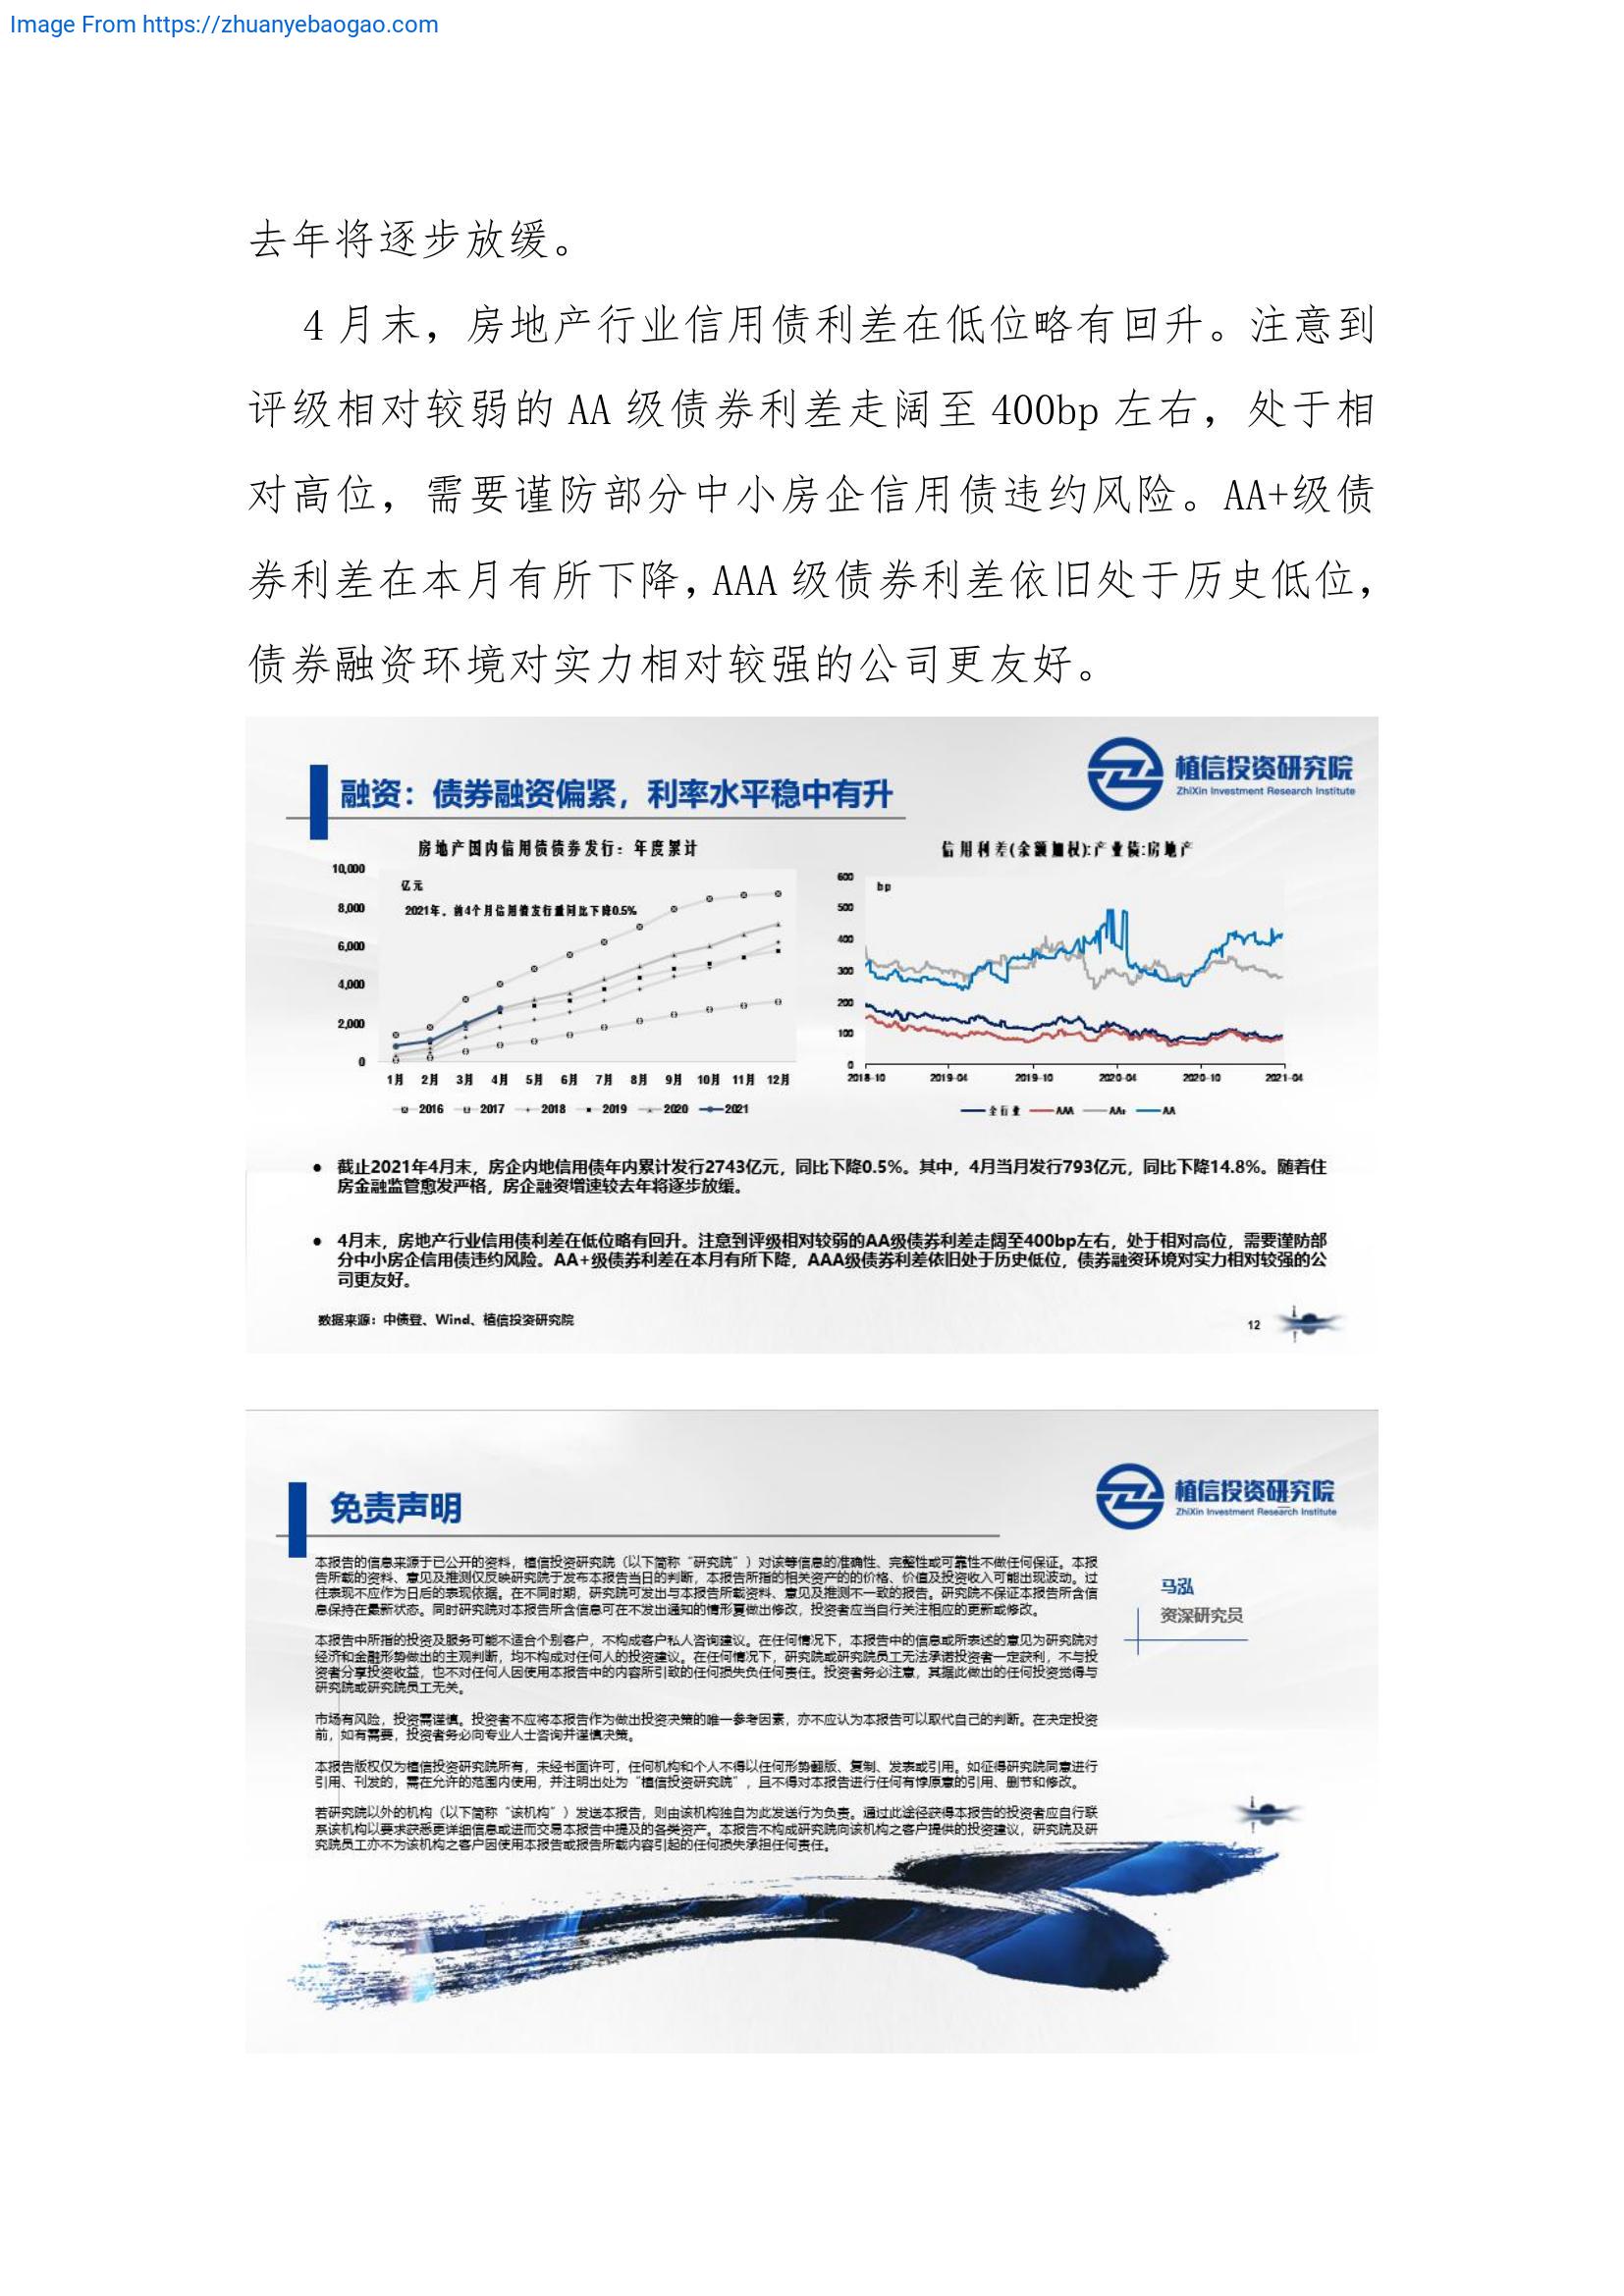 Image From https://zhuanyebaogao.com
去年将逐步放缓。
4 月末，房地产行业信用债利差在低位略有回升。注意到
评级相对较弱的 AA 级债券利差走阔至 400bp 左右，处于相
对高位，需要谨防部分中小房企信用债违约风险。AA+级债
券利差在本月有所下降，AAA 级债券利差依旧处于历史低位，
债券融资环境对实力相对较强的公司更友好。
植信投资研究院
ZhiXin Investment Research Institute
融资：债券融资偏紧，利率水平稳中有升
房地产国内信用债债券发行：年度累计
10,000
亿元
8,000
2021年，前4个月信用债发行量同比下降0.5%
6,000
4,000
2,000
0
1月 2月 3月 4月 5月 6月 7月 8月 9月 10月 11月 12月
2016 2017 2018 2019 2020 2021
信用利差(余额加权):产业债:房地产
600
bp
500
400
300
200
100
0
2018-10 2019-04 2019-10 2020-04 2020-10 2021-04
全行业 AAA AA+ AA
● 截止2021年4月末，房企内地信用债年内累计发行2743亿元，同比下降0.5%。其中，4月当月发行793亿元，同比下降14.8%。随着住
房金融监管愈发严格，房企融资增速较去年将逐步放缓。
● 4月末，房地产行业信用债利差在低位略有回升。注意到评级相对较弱的AA级债券利差走阔至400bp左右，处于相对高位，需要谨防部
分中小房企信用债违约风险。AA+级债券利差在本月有所下降，AAA级债券利差依旧处于历史低位，债券融资环境对实力相对较强的公
司更友好。
数据来源：中债登、Wind、植信投资研究院
12
植信投资研究院
ZhiXin Investment Research Institute
免责声明
本报告的信息来源于已公开的资料，植信投资研究院（以下简称“研究院”）对该等信息的准确性、完整性或可靠性不做任何保证。本报
告所载的资料、意见及推测仅反映研究院于发布本报告当日的判断，本报告所指的相关资产的的价格、价值及投资收入可能出现波动。过
往表现不应作为日后的表现依据。在不同时期，研究院可发出与本报告所载资料、意见及推测不一致的报告。研究院不保证本报告所含信
息保持在最新状态。同时研究院对本报告所含信息可在不发出通知的情形夏做出修改，投资者应当自行关注相应的更新或修改。
本报告中所指的投资及服务可能不适合个别客户，不构成客户私人咨询建议。在任何情况下，本报告中的信息或所表述的意见为研究院对
经济和金融形势做出的主观判断，均不构成对任何人的投资建议。在任何情况下，研究院或研究院员工无法承诺投资者一定获利，不与投
资者分享投资收益，也不对任何人因使用本报告中的内容所引致的任何损失负任何责任。投资者务必注意，其据此做出的任何投资觉得与
研究院或研究院员工无关。
市场有风险，投资需谨慎。投资者不应将本报告作为做出投资决策的唯一参考因素，亦不应认为本报告可以取代自己的判断。在决定投资
前，如有需要，投资者务必向专业人士咨询并谨慎决策。
本报告版权仅为植信投资研究院所有，未经书面许可，任何机构和个人不得以任何形势翻版、复制、发表或引用。如征得研究院同意进行
引用、刊发的，需在允许的范围内使用，并注明出处为“植信投资研究院”，且不得对本报告进行任何有悖原意的引用、删节和修改。
若研究院以外的机构（以下简称“该机构”）发送本报告，则由该机构独自为此发送行为负责。通过此途径获得本报告的投资者应自行联
系该机构以要求获悉更详细信息或进而交易本报告中提及的各类资产。本报告不构成研究院向该机构之客户提供的投资建议，研究院及研
究院员工亦不为该机构之客户因使用本报告或报告所载内容引起的任何损失承担任何责任。
马泓
资深研究员